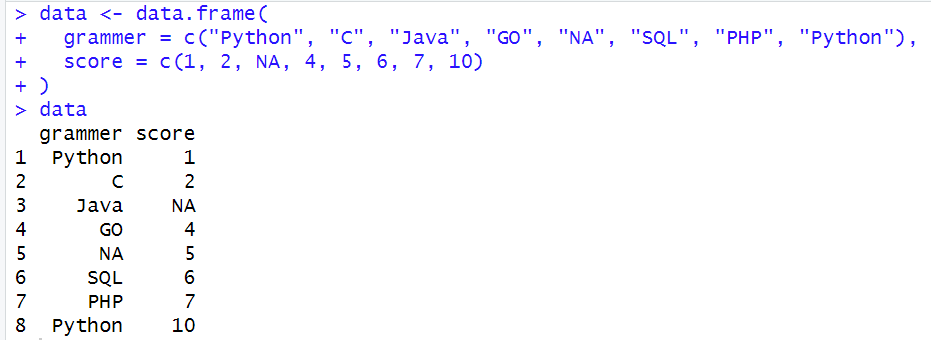 > data <- data.frame(
+   grammer = c("Python", "C", "Java", "GO", "NA", "SQL", "PHP", "Python"),
+   score = c(1, 2, NA, 4, 5, 6, 7, 10)
+ )
> data
  grammer score
1  Python     1
2       C     2
3    Java    NA
4      GO     4
5      NA     5
6     SQL     6
7     PHP     7
8  Python    10